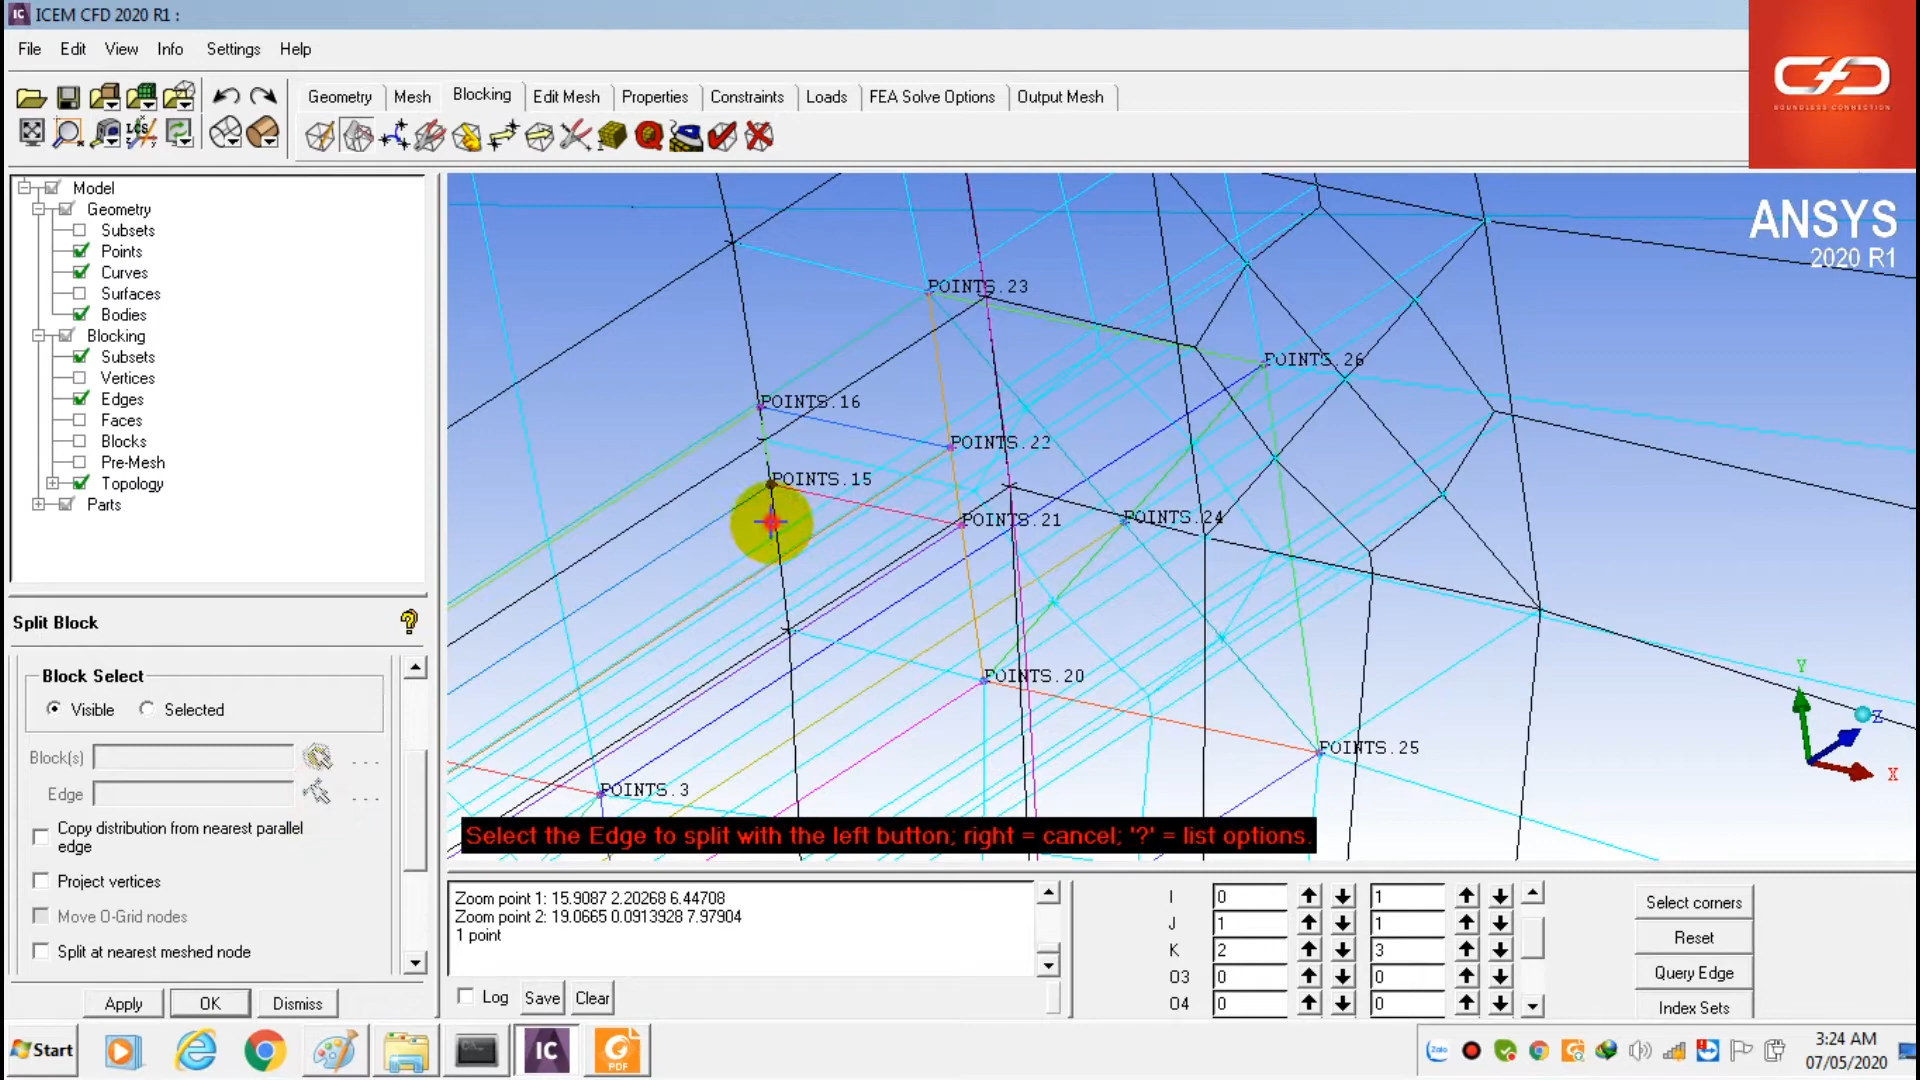 IC ICEM CFD 2020 R1 :
File Edit View Info Settings Help
CFD
BOUNDLESS CONNECTION
Geometry Mesh Blocking Edit Mesh Properties Constraints Loads FEA Solve Options Output Mesh
LCS
Model
Geometry
Subsets
Points
Curves
Surfaces
Bodies
Blocking
Subsets
Vertices
Edges
Faces
Blocks
Pre-Mesh
Topology
Parts
ANSYS
2020 R1
POINTS.23
POINTS.26
POINTS.16
POINTS.22
POINTS.15
POINTS.21
POINTS.24
POINTS.20
POINTS.25
POINTS.3
Y
Z
X
Select the Edge to split with the left button; right = cancel; '?' = list options.
Split Block
?
Block Select
Visible Selected
Block(s) ...
Edge ...
Copy distribution from nearest parallel
edge
Project vertices
Move O-Grid nodes
Split at nearest meshed node
Apply OK Dismiss
Zoom point 1: 15.9087 2.20268 6.44708
Zoom point 2: 19.0665 0.0913928 7.97904
1 point
Log Save Clear
I 0 1
J 1 1
K 2 3
O3 0 0
O4 0 0
Select corners
Reset
Query Edge
Index Sets
Start
IC
PDF
Zalo
3:24 AM
07/05/2020